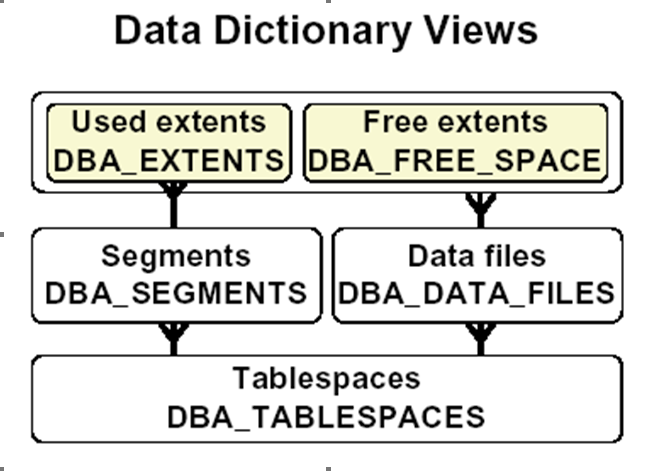 Data Dictionary Views
Used extents
DBA_EXTENTS
Free extents
DBA_FREE_SPACE
Segments
DBA_SEGMENTS
Data files
DBA_DATA_FILES
Tablespaces
DBA_TABLESPACES